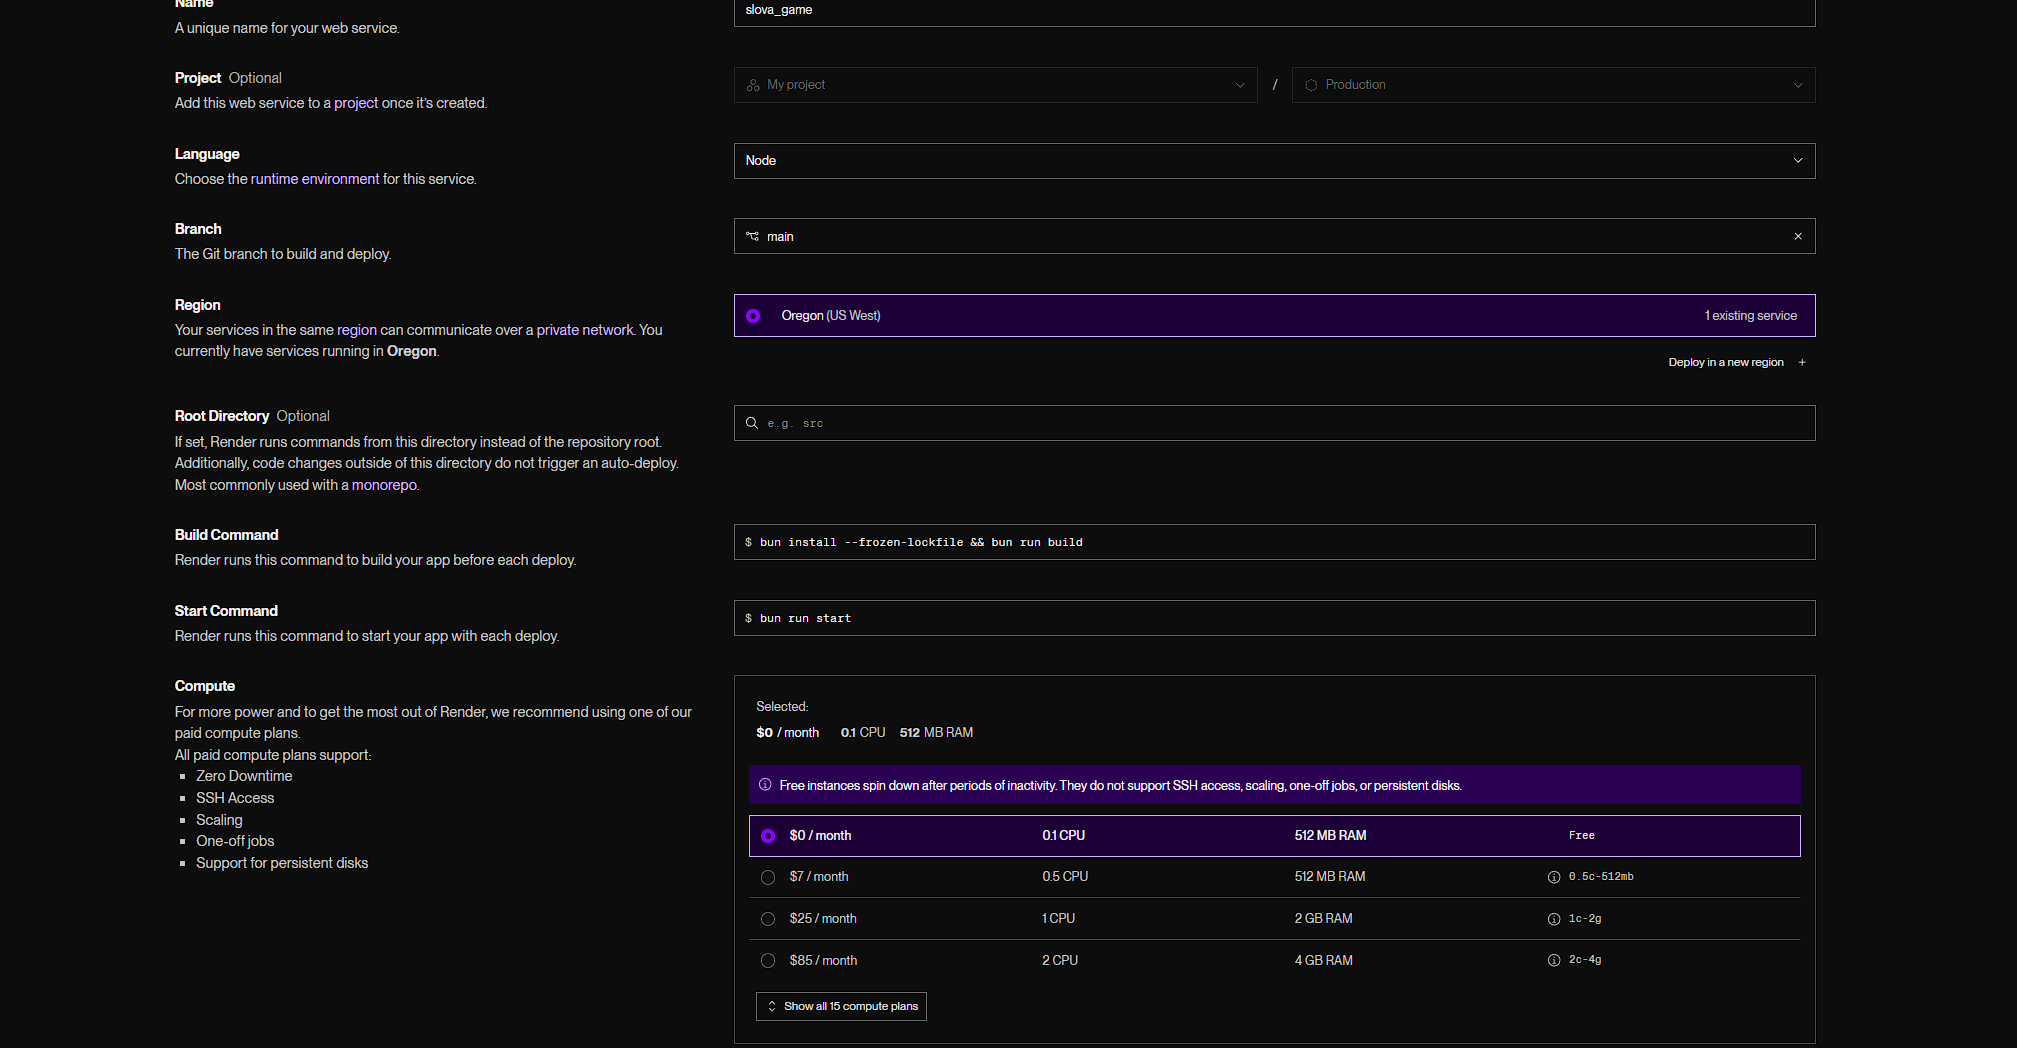 Name
slova_game
A unique name for your web service.
Project Optional
My project / Production
Add this web service to a project once it's created.
Language
Node
Choose the runtime environment for this service.
Branch
main
The Git branch to build and deploy.
Region
Oregon (US West) 1 existing service
Your services in the same region can communicate over a private network. You
currently have services running in Oregon.
Deploy in a new region +
Root Directory Optional
e.g. src
If set, Render runs commands from this directory instead of the repository root.
Additionally, code changes outside of this directory do not trigger an auto-deploy.
Most commonly used with a monorepo.
Build Command
$ bun install --frozen-lockfile && bun run build
Render runs this command to build your app before each deploy.
Start Command
$ bun run start
Render runs this command to start your app with each deploy.
Compute
For more power and to get the most out of Render, we recommend using one of our
paid compute plans.
All paid compute plans support:
Zero Downtime
SSH Access
Scaling
One-off jobs
Support for persistent disks
Selected:
$0 / month 0.1 CPU 512 MB RAM
Free instances spin down after periods of inactivity. They do not support SSH access, scaling, one-off jobs, or persistent disks.
$0 / month 0.1 CPU 512 MB RAM Free
$7 / month 0.5 CPU 512 MB RAM 0.5c-512mb
$25 / month 1 CPU 2 GB RAM 1c-2g
$85 / month 2 CPU 4 GB RAM 2c-4g
Show all 15 compute plans